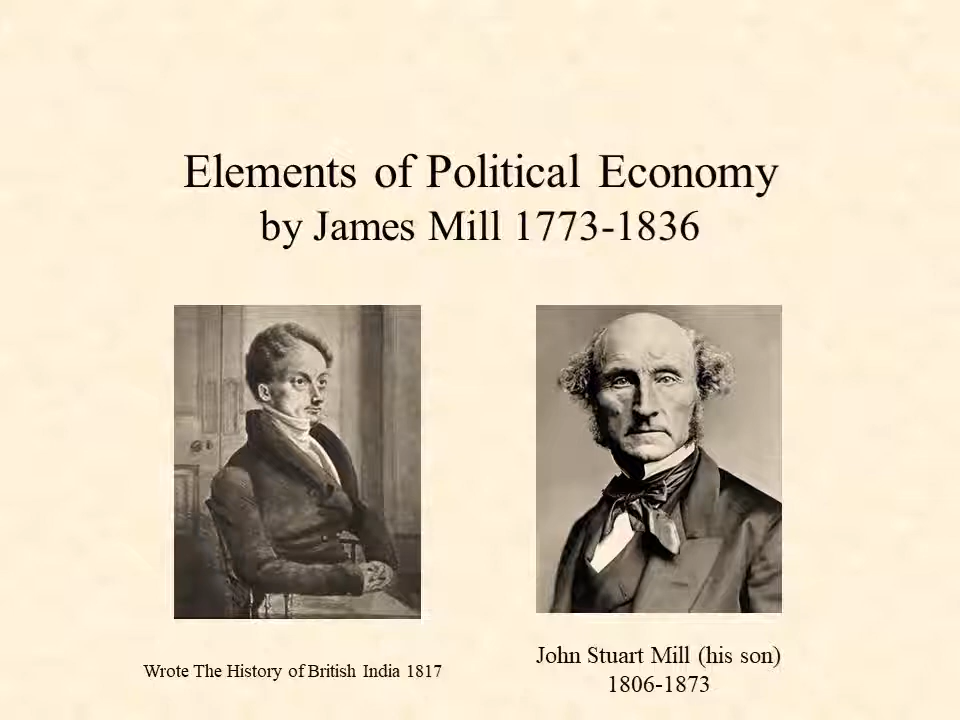 Elements of Political Economy
by James Mill 1773-1836
Wrote The History of British India 1817
John Stuart Mill (his son)
1806-1873